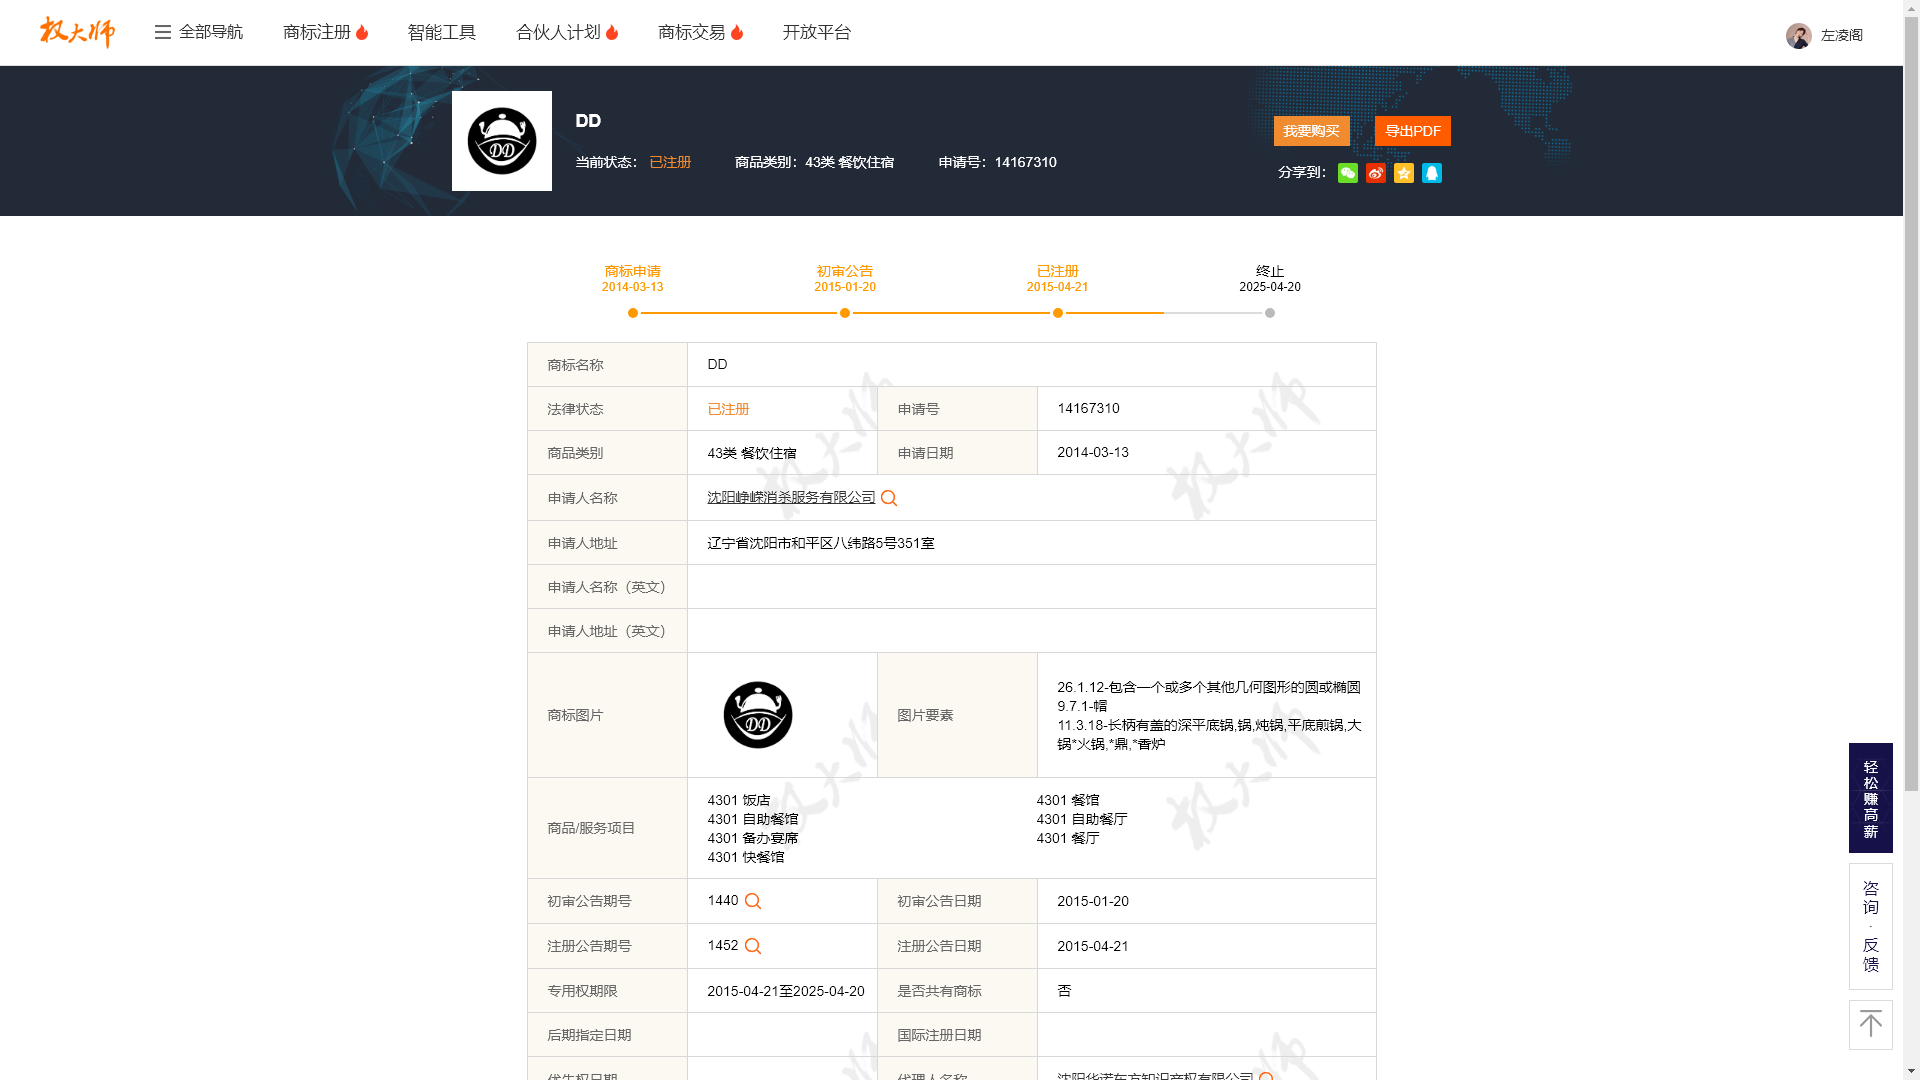 权大师
全部导航
商标注册
智能工具
合伙人计划
商标交易
开放平台
左凌阁
DD
DD
当前状态： 已注册
商品类别：43类 餐饮住宿
申请号：14167310
我要购买
导出PDF
分享到：
商标申请
2014-03-13
初审公告
2015-01-20
已注册
2015-04-21
终止
2025-04-20
商标名称
DD
法律状态
已注册
申请号
14167310
商品类别
43类 餐饮住宿
申请日期
2014-03-13
申请人名称
沈阳峥嵘消杀服务有限公司
申请人地址
辽宁省沈阳市和平区八纬路5号351室
申请人名称（英文）
申请人地址（英文）
商标图片
DD
图片要素
26.1.12-包含一个或多个其他几何图形的圆或椭圆
9.7.1-帽
11.3.18-长柄有盖的深平底锅,锅,炖锅,平底煎锅,大
锅*火锅,*鼎,*香炉
商品/服务项目
4301 饭店
4301 餐馆
4301 自助餐馆
4301 自助餐厅
4301 备办宴席
4301 餐厅
4301 快餐馆
初审公告期号
1440
初审公告日期
2015-01-20
注册公告期号
1452
注册公告日期
2015-04-21
专用权期限
2015-04-21至2025-04-20
是否共有商标
否
后期指定日期
国际注册日期
优先权日期
代理人名称
沈阳华诺东方知识产权有限公司
轻松赚高薪
咨询·反馈